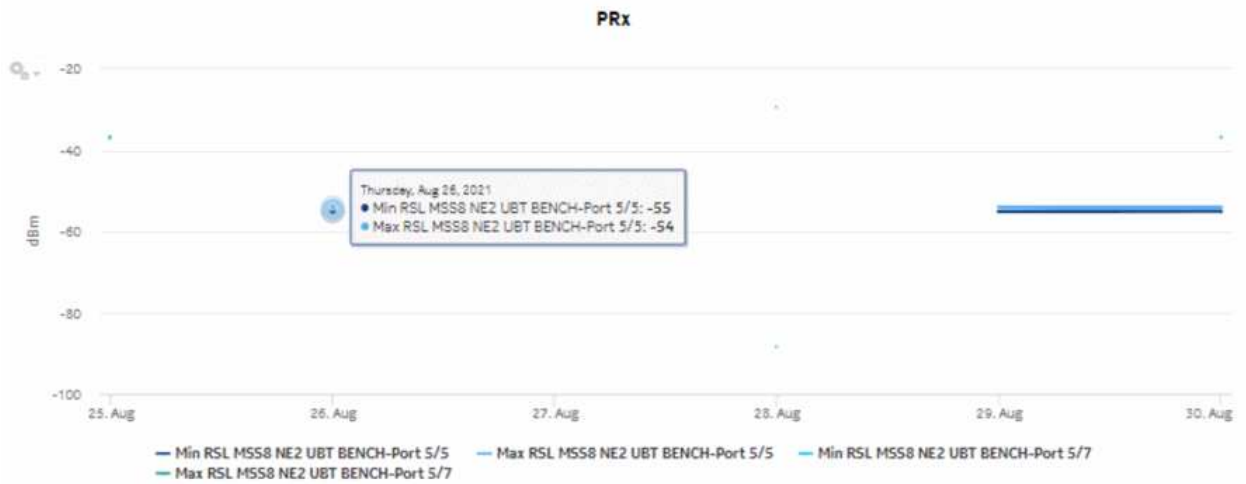 PRx
-20
-40
Thursday, Aug 26, 2021
● Min RSL MSS8 NE2 UBT BENCH-Port 5/5: -55
● Max RSL MSS8 NE2 UBT BENCH-Port 5/5: -54
dBm
-60
-80
-100
25. Aug 26. Aug 27. Aug 28. Aug 29. Aug 30. Aug
Min RSL MSS8 NE2 UBT BENCH-Port 5/5 Max RSL MSS8 NE2 UBT BENCH-Port 5/5 Min RSL MSS8 NE2 UBT BENCH-Port 5/7
Max RSL MSS8 NE2 UBT BENCH-Port 5/7